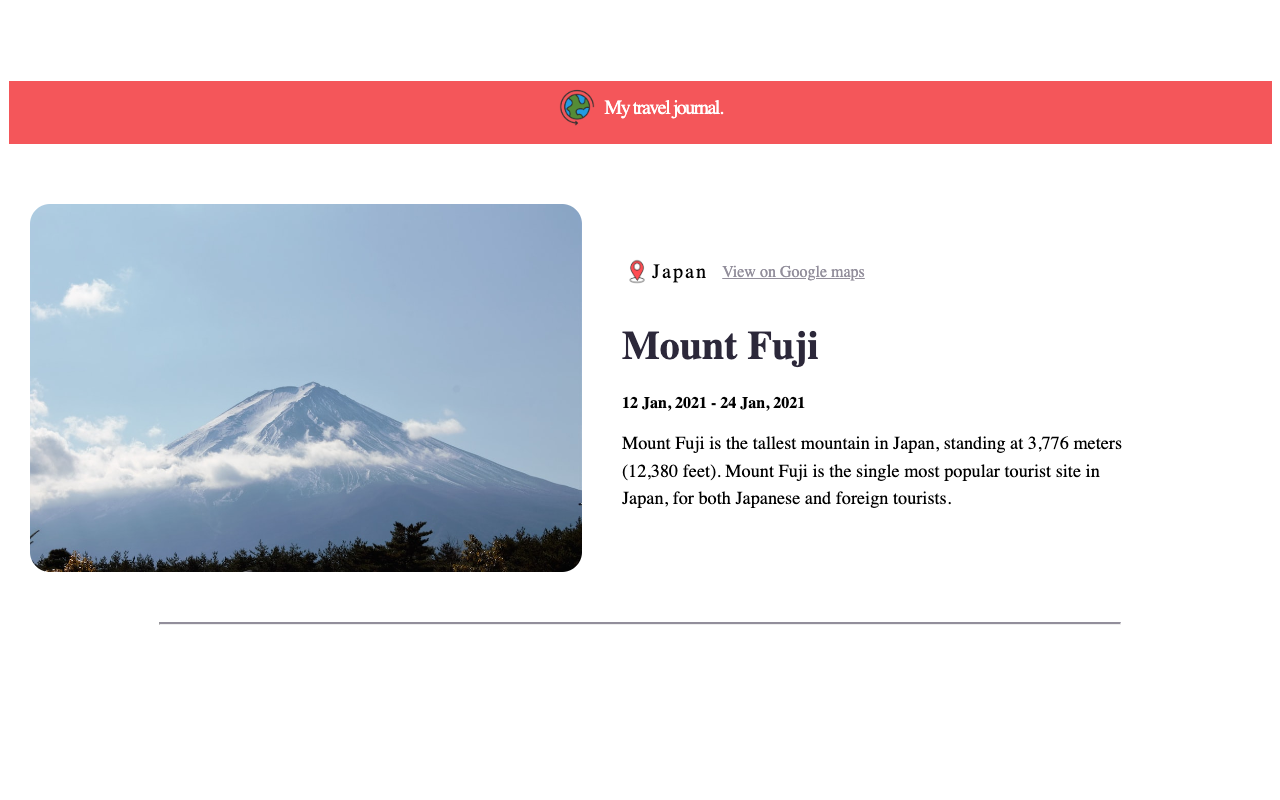 My travel journal.
Japan View on Google maps
Mount Fuji
12 Jan, 2021 - 24 Jan, 2021
Mount Fuji is the tallest mountain in Japan, standing at 3,776 meters
(12,380 feet). Mount Fuji is the single most popular tourist site in
Japan, for both Japanese and foreign tourists.